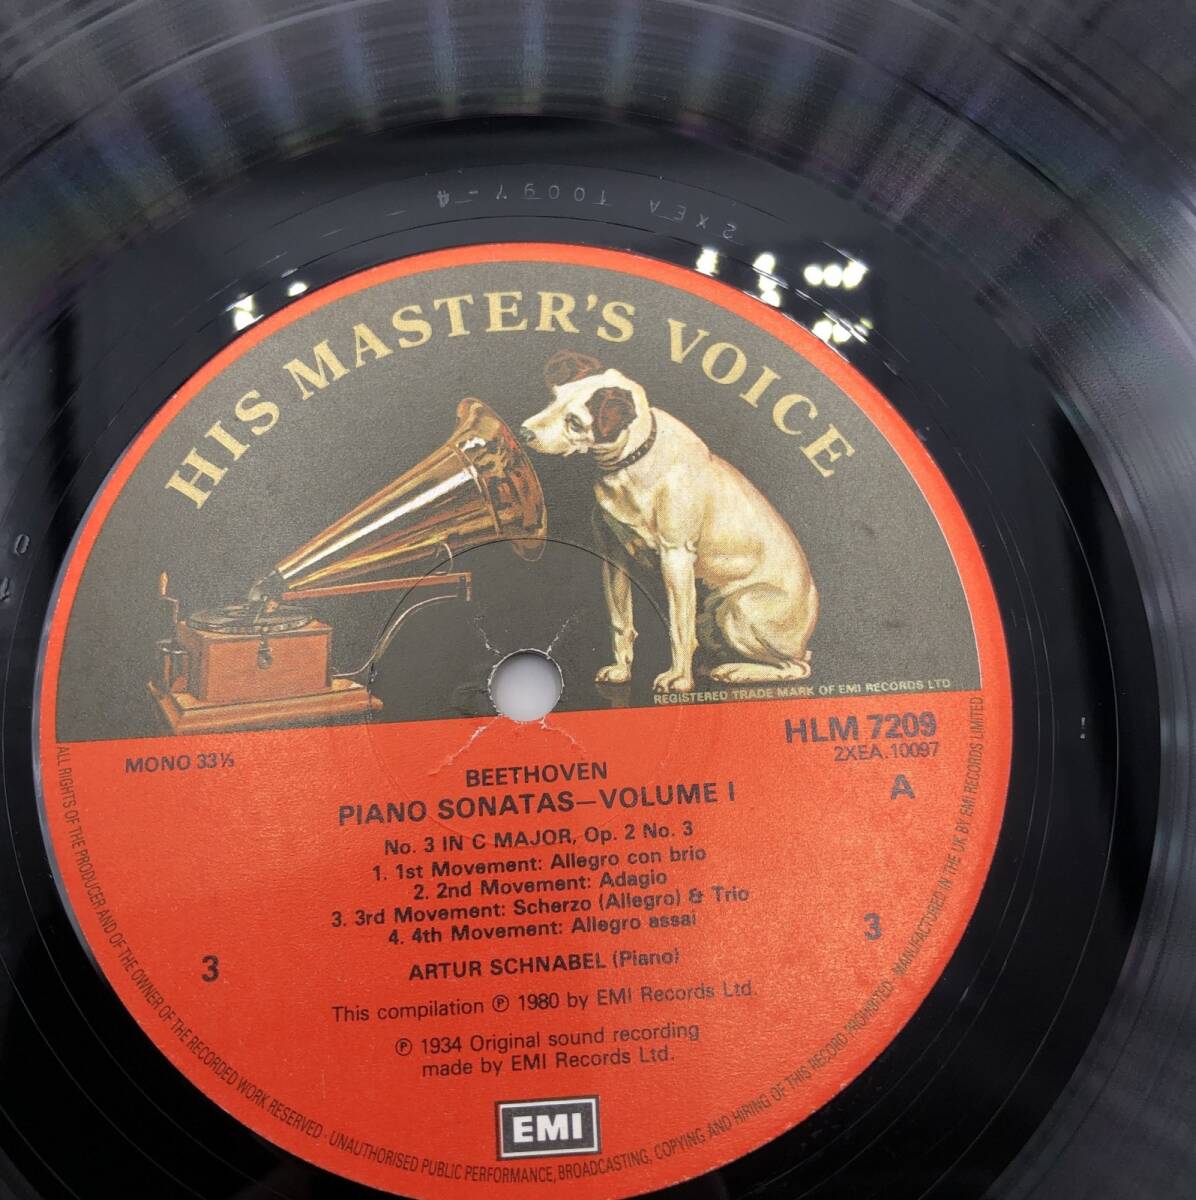 2XEA 10097-4
HIS MASTER'S VOICE
REGISTERED TRADE MARK OF EMI RECORDS LTD
MONO 33⅓
HLM 7209
2XEA.10097
A
BEETHOVEN
PIANO SONATAS—VOLUME I
No. 3 IN C MAJOR, Op. 2 No. 3
1. 1st Movement: Allegro con brio
2. 2nd Movement: Adagio
3. 3rd Movement: Scherzo (Allegro) & Trio
4. 4th Movement: Allegro assai
3
3
ARTUR SCHNABEL (Piano)
This compilation ℗ 1980 by EMI Records Ltd.
℗ 1934 Original sound recording
made by EMI Records Ltd.
EMI
ALL RIGHTS OF THE PRODUCER AND OF THE OWNER OF THE RECORDED WORK RESERVED · UNAUTHORISED PUBLIC PERFORMANCE, BROADCASTING, COPYING AND HIRING OF THIS RECORD PROHIBITED. MANUFACTURED IN THE UK BY EMI RECORDS LIMITED